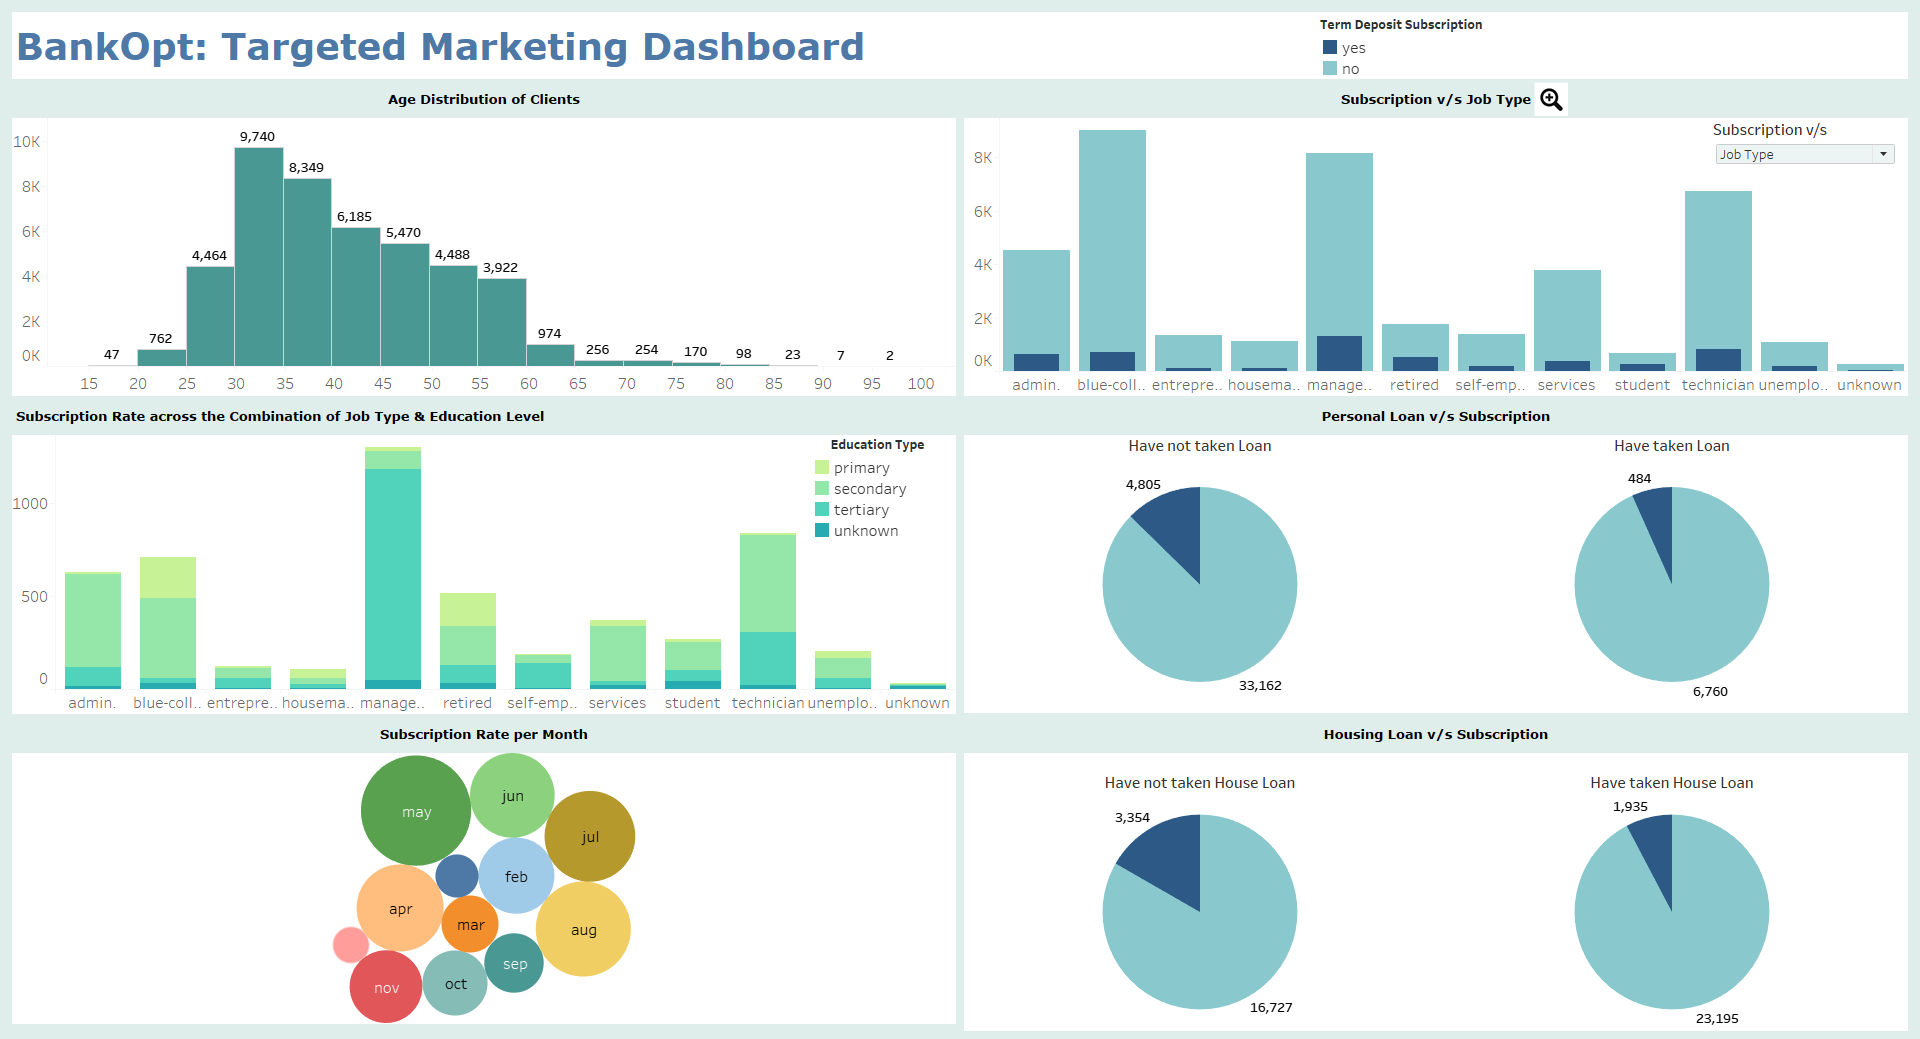 BankOpt: Targeted Marketing Dashboard
Term Deposit Subscription
yes
no
Age Distribution of Clients
10K
8K
6K
4K
2K
0K
47
762
4,464
9,740
8,349
6,185
5,470
4,488
3,922
974
256
254
170
98
23
7
2
15 20 25 30 35 40 45 50 55 60 65 70 75 80 85 90 95 100
Subscription v/s Job Type
Subscription v/s
Job Type
8K
6K
4K
2K
0K
admin. blue-coll.. entrepre.. housema.. manage.. retired self-emp.. services student technician unemplo.. unknown
Subscription Rate across the Combination of Job Type & Education Level
Education Type
primary
secondary
tertiary
unknown
1000
500
0
admin. blue-coll.. entrepre.. housema.. manage.. retired self-emp.. services student technician unemplo.. unknown
Personal Loan v/s Subscription
Have not taken Loan
4,805
33,162
Have taken Loan
484
6,760
Subscription Rate per Month
may
jun
jul
feb
apr
mar
aug
sep
oct
nov
Housing Loan v/s Subscription
Have not taken House Loan
3,354
16,727
Have taken House Loan
1,935
23,195